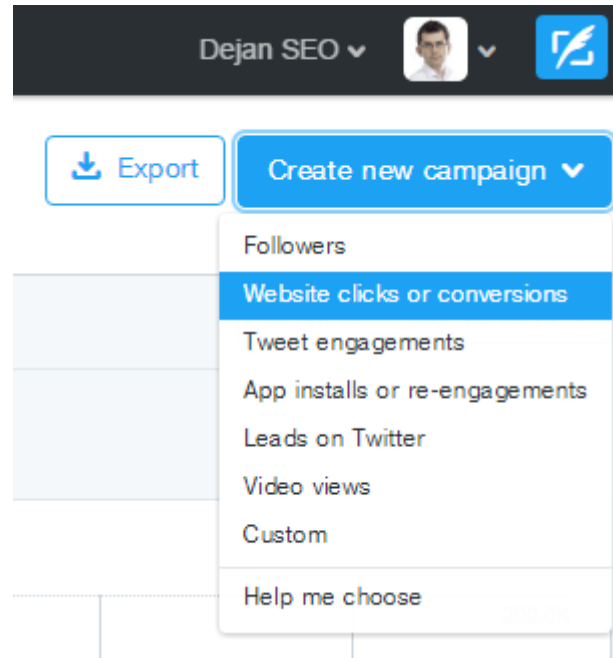 Dejan SEO
Export
Create new campaign
Followers
Website clicks or conversions
Tweet engagements
App installs or re-engagements
Leads on Twitter
Video views
Custom
Help me choose